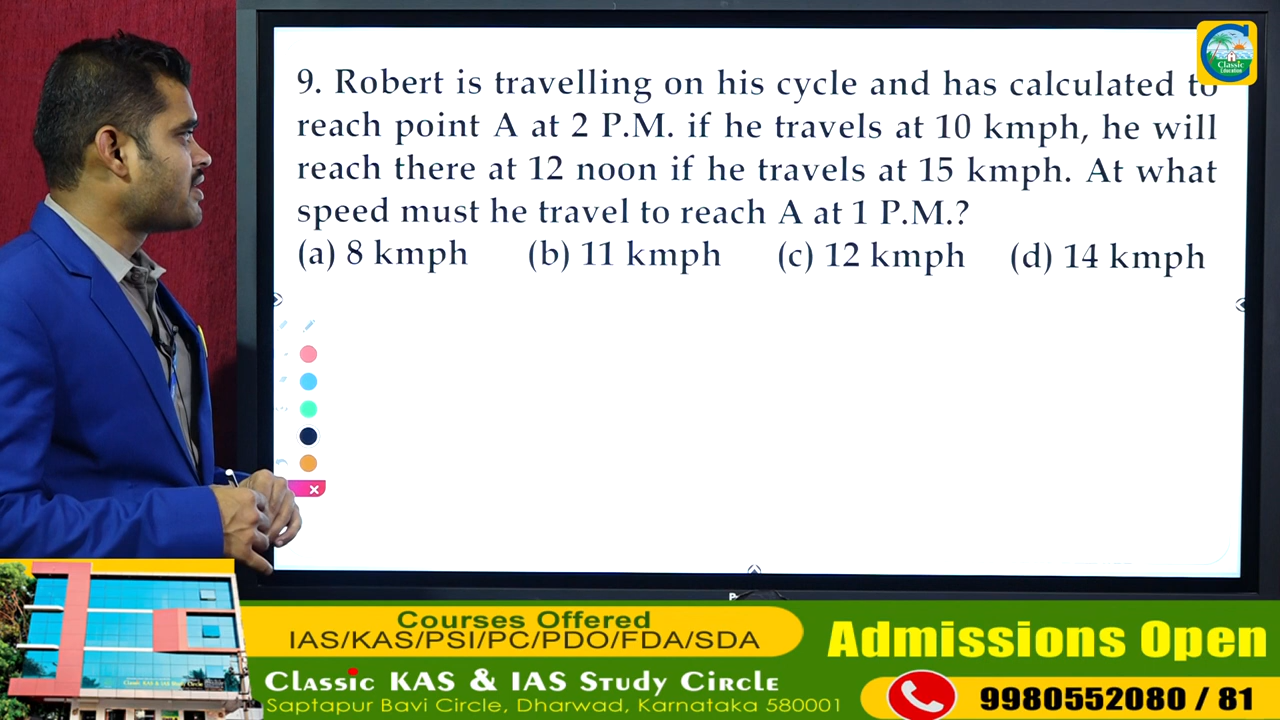 9. Robert is travelling on his cycle and has calculated to
reach point A at 2 P.M. if he travels at 10 kmph, he will
reach there at 12 noon if he travels at 15 kmph. At what
speed must he travel to reach A at 1 P.M.?
(a) 8 kmph (b) 11 kmph (c) 12 kmph (d) 14 kmph
Classic
Education
Courses Offered
IAS/KAS/PSI/PC/PDO/FDA/SDA
Classic KAS & IAS Study Circle
Saptapur Bavi Circle, Dharwad, Karnataka 580001
Admissions Open
9980552080 / 81